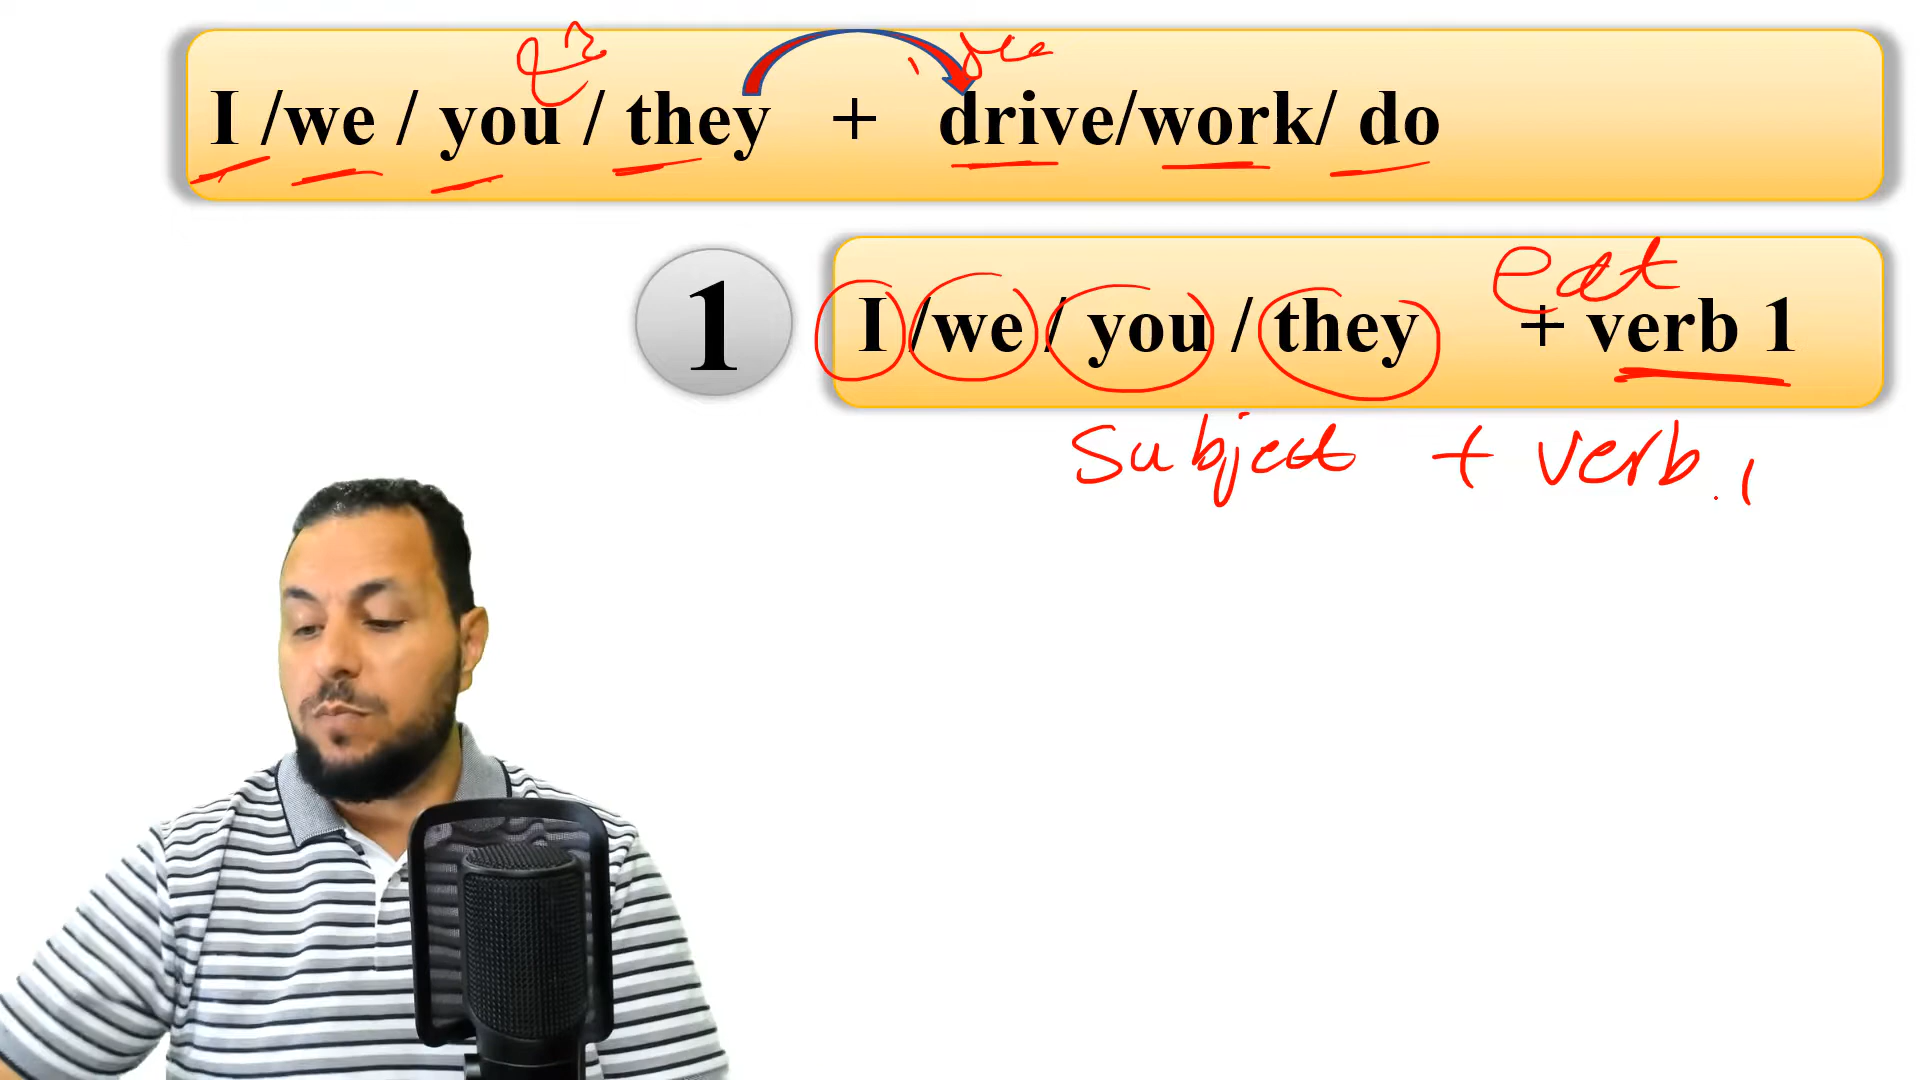 I /we / you / they + drive/work/ do
1
eat
I /we / you / they + verb 1
Subject + verb. 1